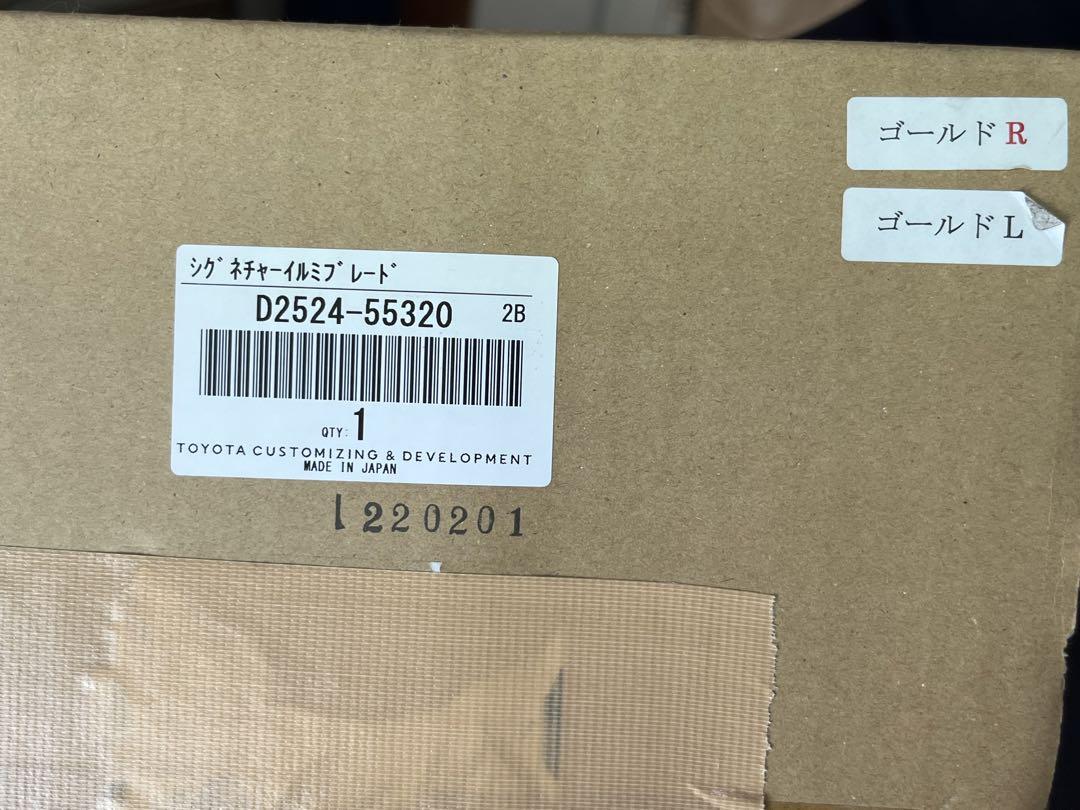 ゴールドR
ゴールドL
シグネチャーイルミブレード
D2524-55320 2B
QTY: 1
TOYOTA CUSTOMIZING & DEVELOPMENT
MADE IN JAPAN
1220201